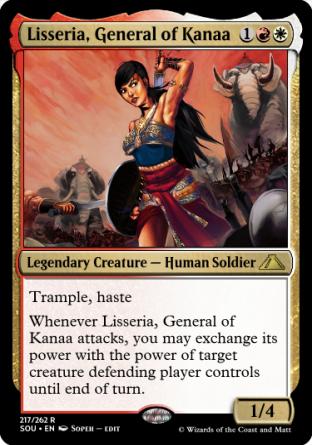 Lisseria, General of Kanaa 1
Legendary Creature — Human Soldier
Trample, haste
Whenever Lisseria, General of
Kanaa attacks, you may exchange its
power with the power of target
creature defending player controls
until end of turn.
1/4
217/262 R
SOU • EN SOPEH — EDIT
© Wizards of the Coast and Matt